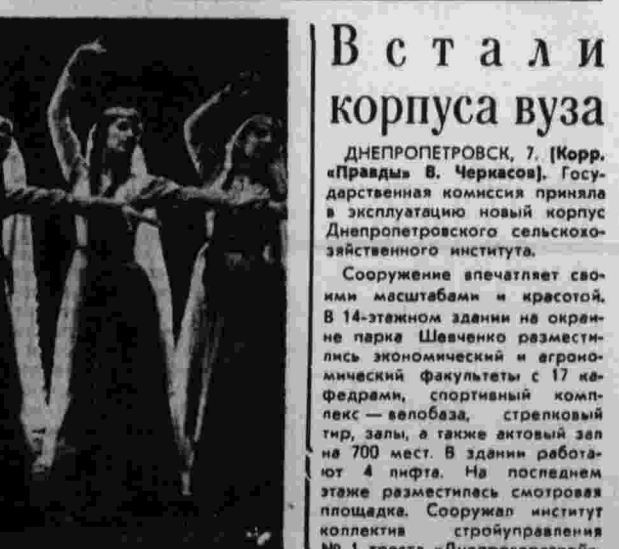 Встали
корпуса вуза
ДНЕПРОПЕТРОВСК, 7. (Корр.
«Правды» В. Черкасов). Госу-
дарственная комиссия приняла
в эксплуатацию новый корпус
Днепропетровского сельскохо-
зяйственного института.
Сооружение впечатляет сво-
ими масштабами и красотой.
В 14-этажном здании на окраи-
не парка Шевченко размести-
лись экономический и агроно-
мический факультеты с 17 ка-
федрами, спортивный комп-
лекс — велобаза, стрелковый
тир, залы, а также актовый зал
на 700 мест. В здании работа-
ют 4 лифта. На последнем
этаже разместилась смотровая
площадка. Сооружал институт
коллектив стройуправления
№ 1 треста